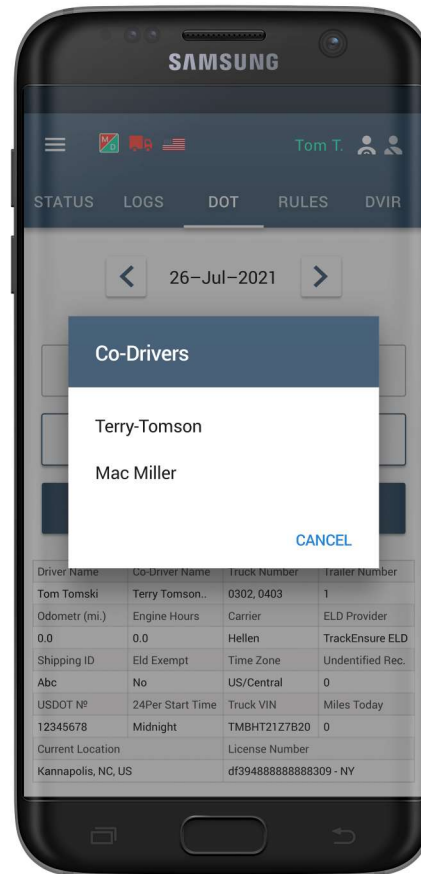 SAMSUNG
M D
Tom T.
STATUS LOGS DOT RULES DVIR
26-Jul-2021
Co-Drivers
Terry-Tomson
Mac Miller
CANCEL
Driver Name Co-Driver Name Truck Number Trailer Number
Tom Tomski Terry Tomson.. 0302, 0403 1
Odometr (mi.) Engine Hours Carrier ELD Provider
0.0 0.0 Hellen TrackEnsure ELD
Shipping ID Eld Exempt Time Zone Undentified Rec.
Abc No US/Central 0
USDOT Nº 24Per Start Time Truck VIN Miles Today
12345678 Midnight TMBHT21Z7B20 0
Current Location License Number
Kannapolis, NC, US df394888888888309 - NY